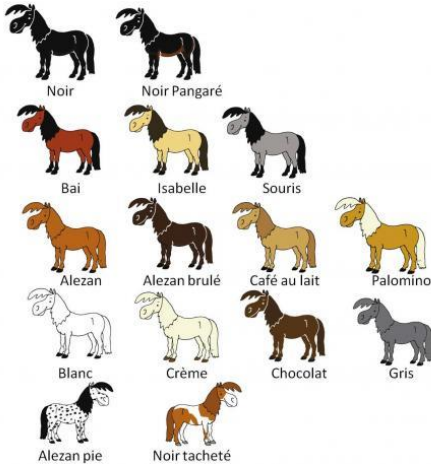 Noir Noir Pangaré
Bai Isabelle Souris
Alezan Alezan brulé Café au lait Palomino
Blanc Crème Chocolat Gris
Alezan pie Noir tacheté